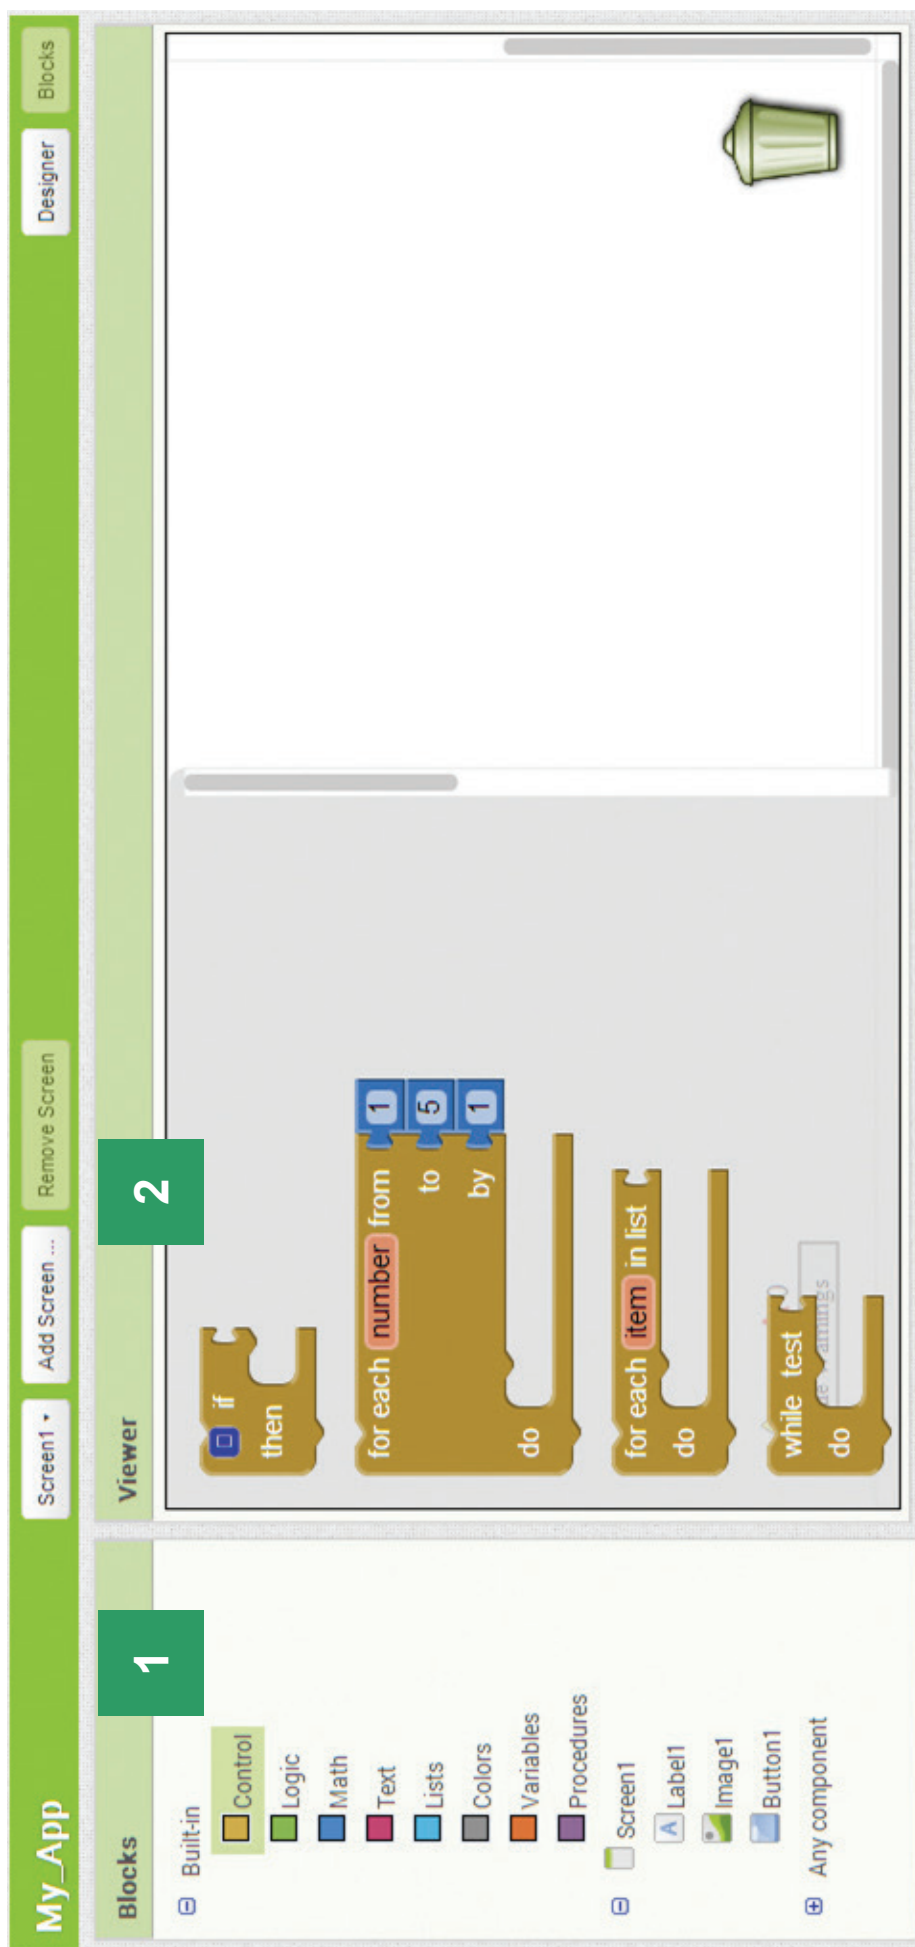 My_App
Screen1
Add Screen ...
Remove Screen
Designer
Blocks
Blocks
1
Built-in
Control
Logic
Math
Text
Lists
Colors
Variables
Procedures
Screen1
A Label1
Image1
Button1
Any component
Viewer
2
if
then
for each number from 1
to 5
by 1
do
for each item in list
do
while test
do